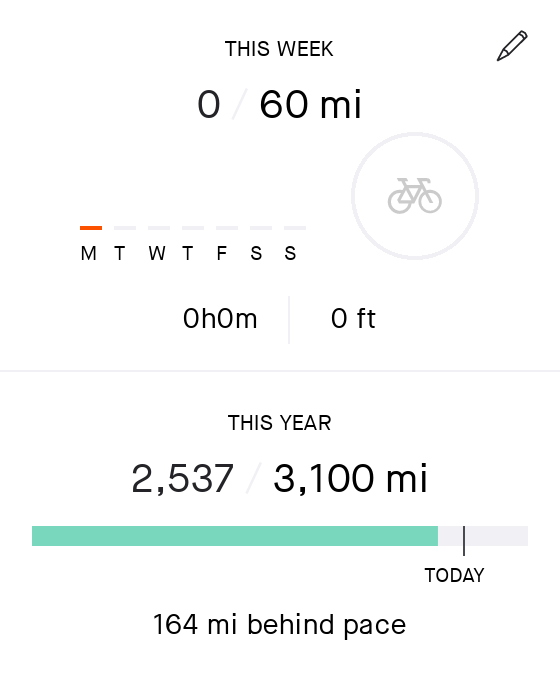 THIS WEEK
0 / 60 mi
M T W T F S S
0h0m
0 ft
THIS YEAR
2,537 / 3,100 mi
TODAY
164 mi behind pace